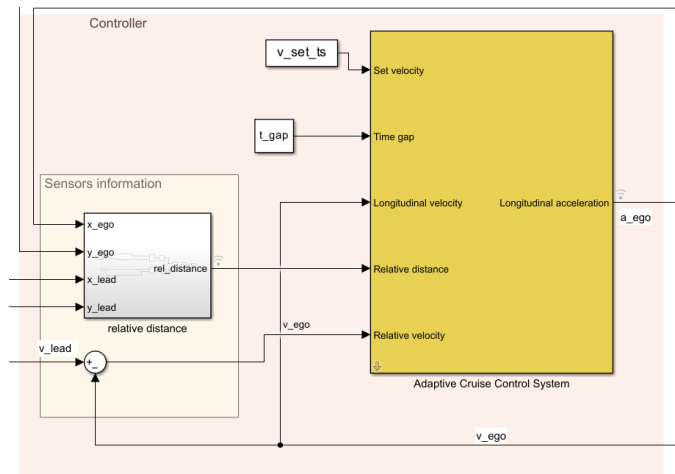 Controller
v_set_ts
Set velocity
t_gap
Time gap
Sensors information
Longitudinal velocity
Longitudinal acceleration
a_ego
x_ego
y_ego
rel_distance
x_lead
y_lead
relative distance
Relative distance
v_ego
Relative velocity
v_lead
+
_
Adaptive Cruise Control System
v_ego